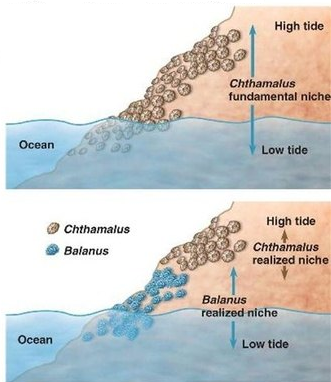 High tide
Chthamalus
fundamental niche
Ocean
Low tide
Chthamalus
Balanus
High tide
Chthamalus
realized niche
Balanus
realized niche
Ocean
Low tide